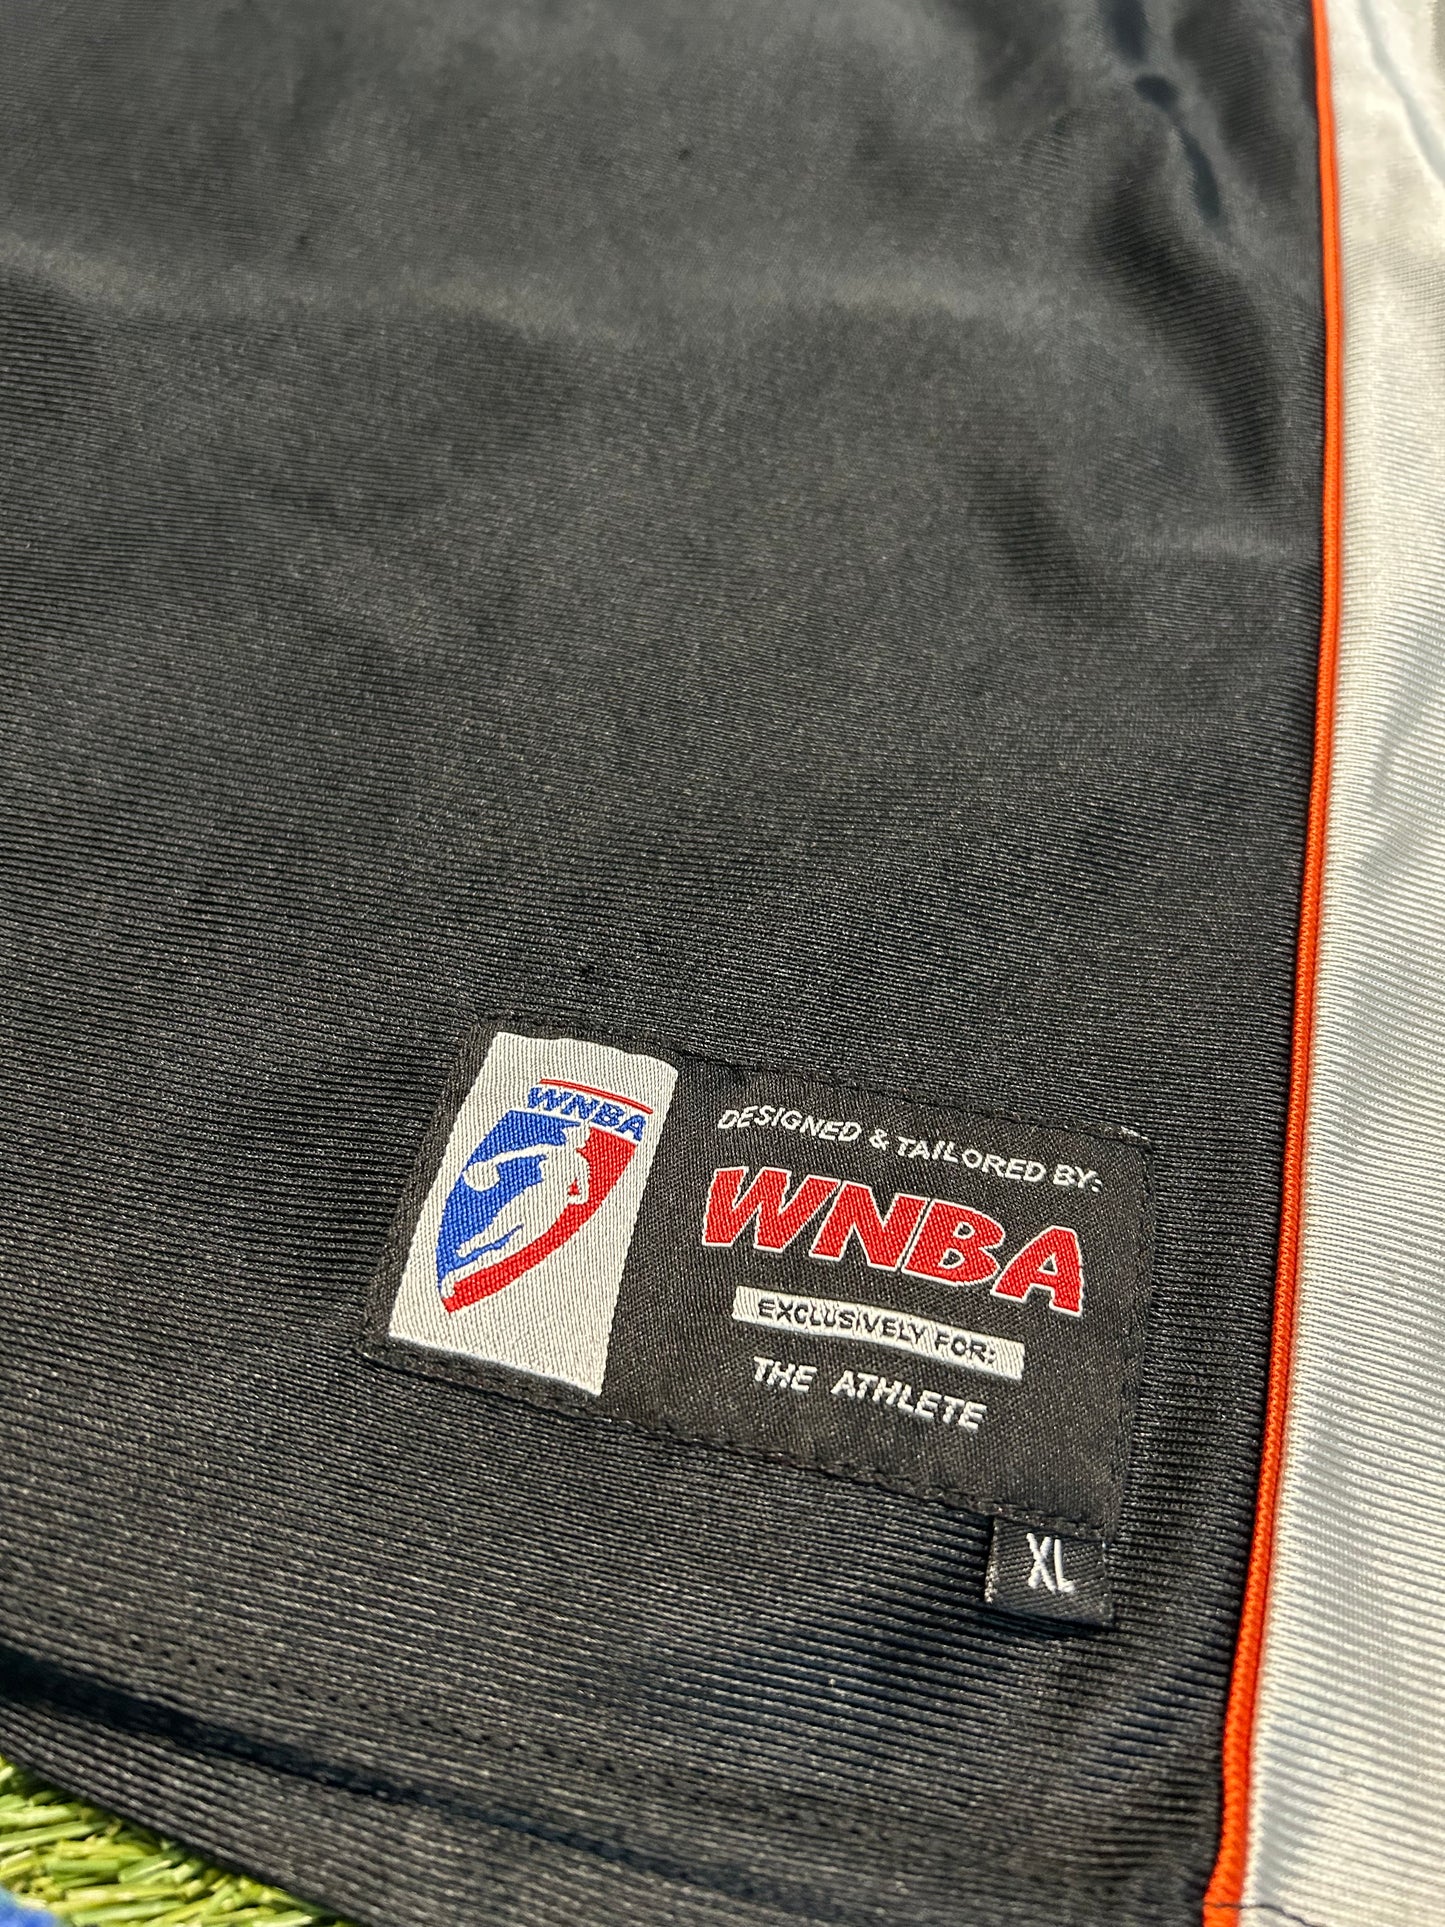 WNBA
DESIGNED & TAILORED BY:
WNBA
EXCLUSIVELY FOR:
THE ATHLETE
XL